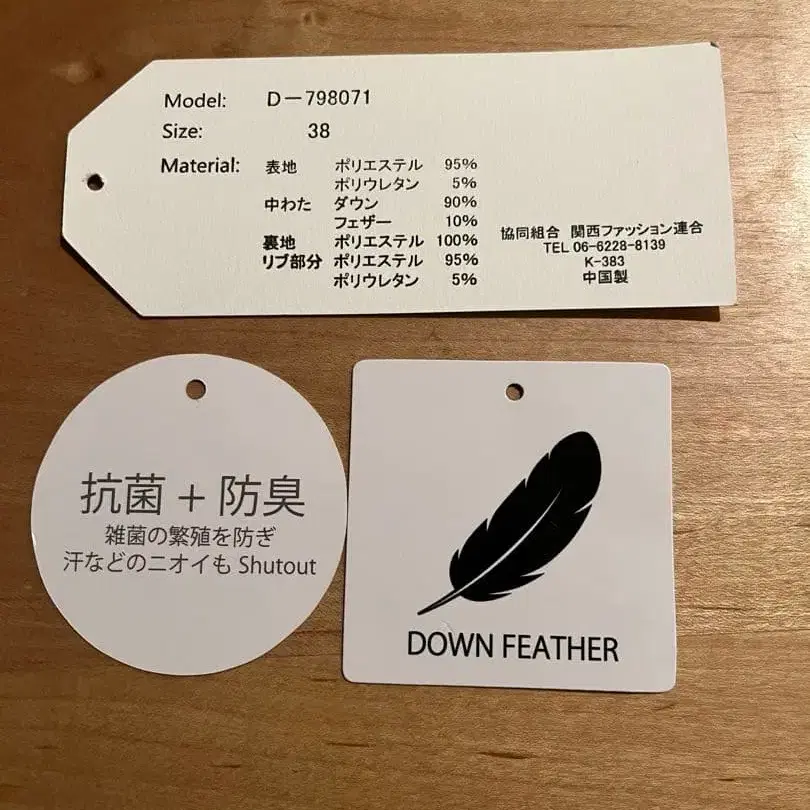 Model: D－798071
Size: 38
Material: 表地 ポリエステル 95%
ポリウレタン 5%
中わた ダウン 90%
フェザー 10%
裏地 ポリエステル 100%
リブ部分 ポリエステル 95%
ポリウレタン 5%
協同組合 関西ファッション連合
TEL 06-6228-8139
K-383
中国製
抗菌 + 防臭
雑菌の繁殖を防ぎ
汗などのニオイも Shutout
DOWN FEATHER